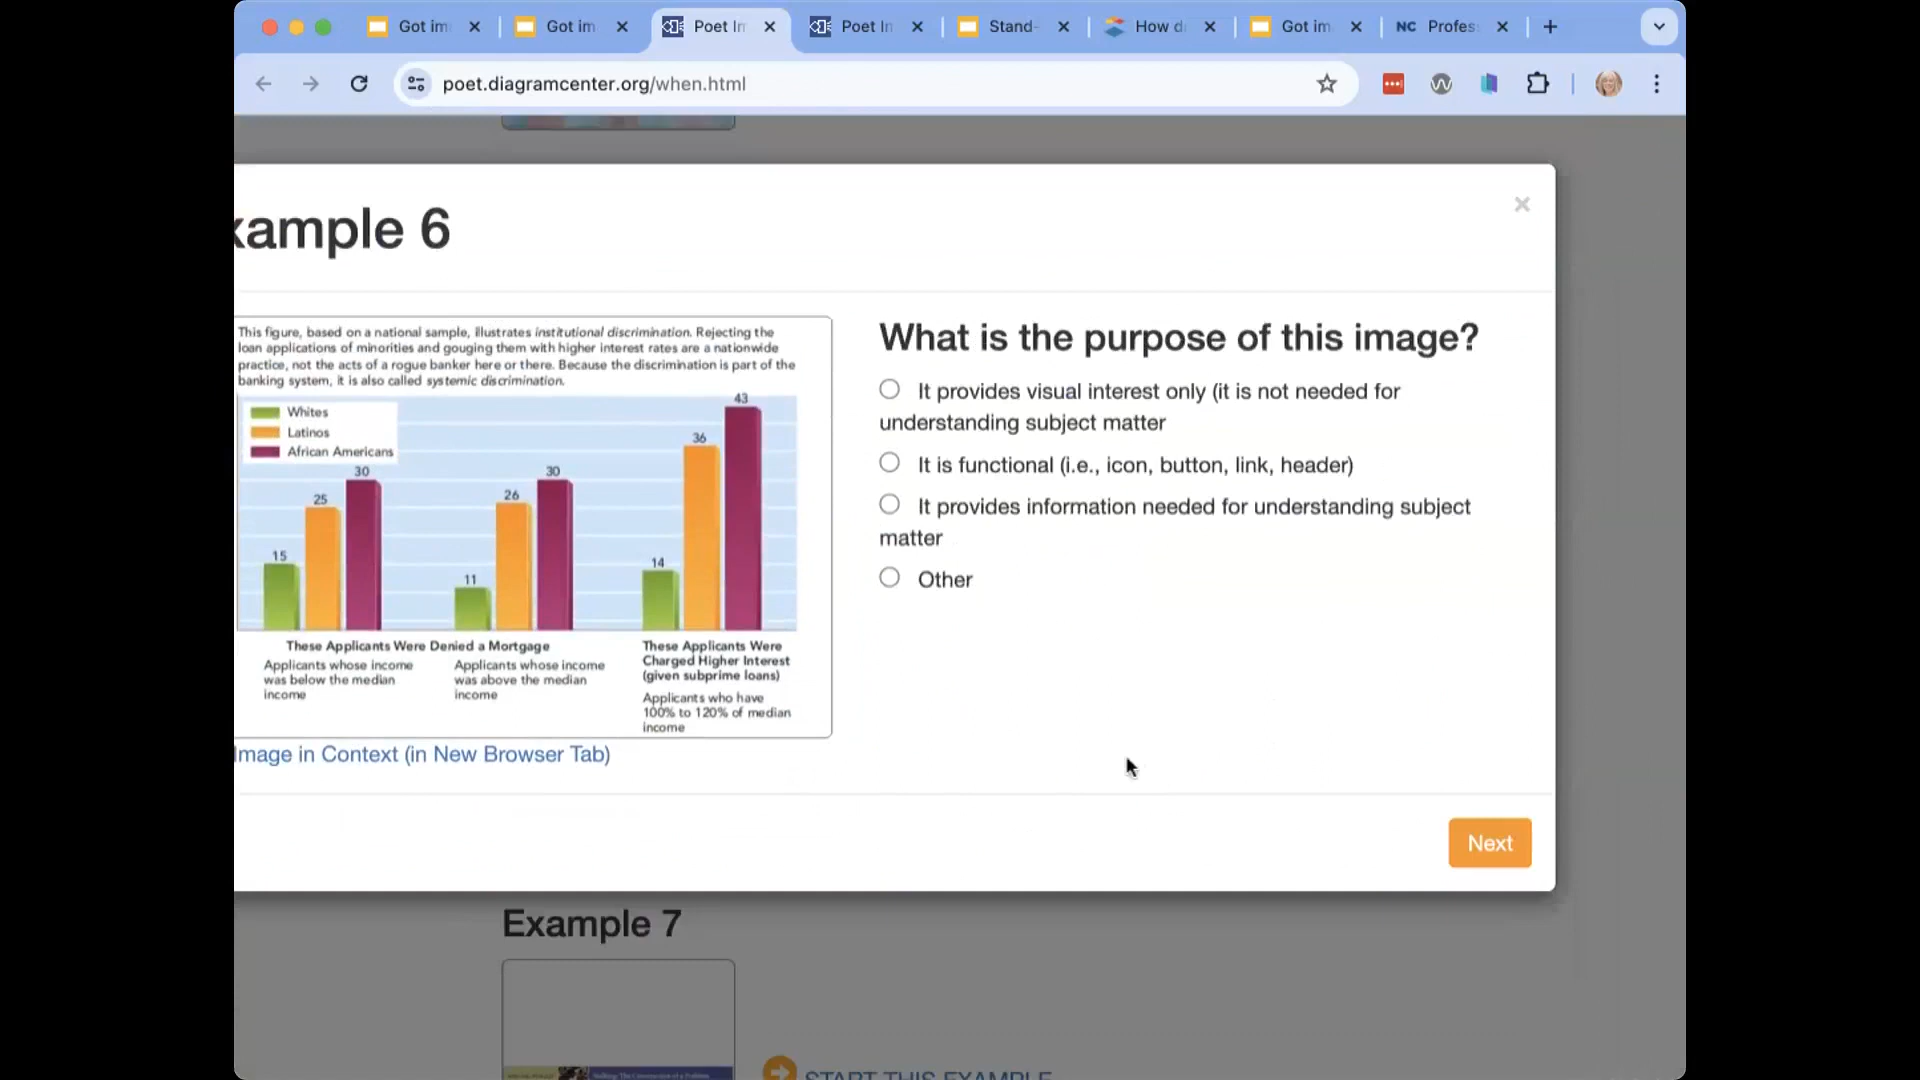 Got im
Got im
Poet Im
Poet In
Stand-
How d
Got im
NC Profes
poet.diagramcenter.org/when.html
xample 6
This figure, based on a national sample, illustrates institutional discrimination. Rejecting the
loan applications of minorities and gouging them with higher interest rates are a nationwide
practice, not the acts of a rogue banker here or there. Because the discrimination is part of the
banking system, it is also called systemic discrimination.
Whites
Latinos
African Americans
15
25
30
11
26
30
14
36
43
These Applicants Were Denied a Mortgage
Applicants whose income
was below the median
income
Applicants whose income
was above the median
income
These Applicants Were
Charged Higher Interest
(given subprime loans)
Applicants who have
100% to 120% of median
income
Image in Context (in New Browser Tab)
What is the purpose of this image?
It provides visual interest only (it is not needed for
understanding subject matter
It is functional (i.e., icon, button, link, header)
It provides information needed for understanding subject
matter
Other
Next
Example 7
START THIS EXAMPLE